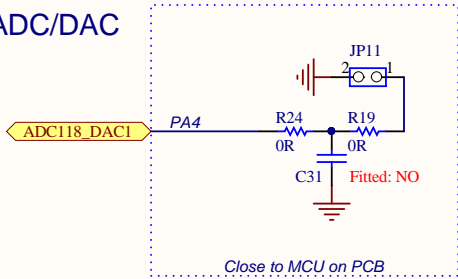 ADC/DAC
JP11
2 1
ADC118_DAC1
PA4
R24
R19
0R
0R
C31
Fitted: NO
Close to MCU on PCB